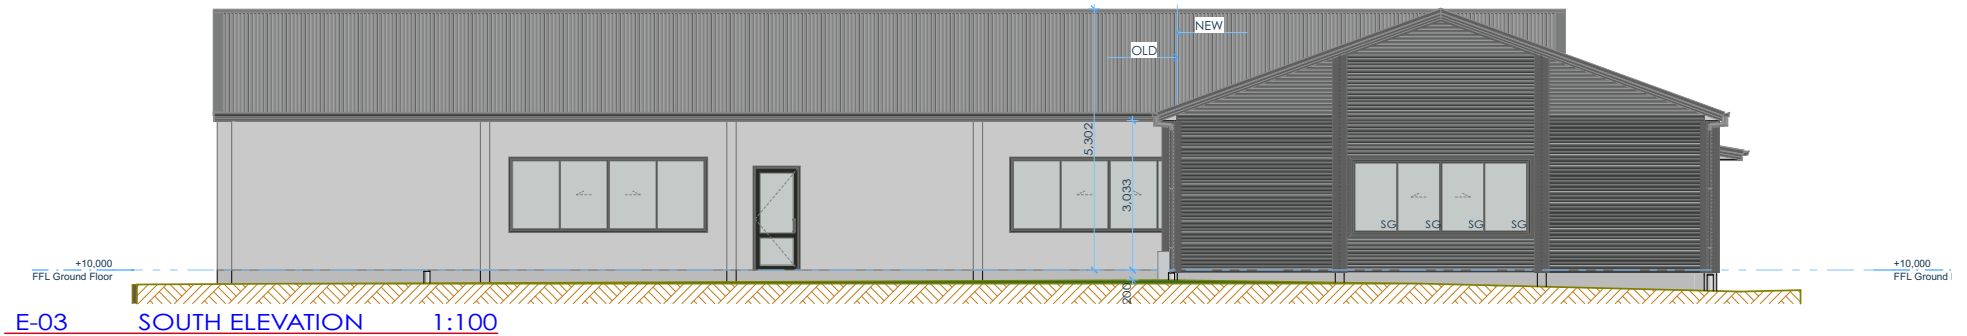 NEW
OLD
5.302
3.033
SG SG SG SG
+10,000
FFL Ground Floor
+10,000
FFL Ground
200
E-03 SOUTH ELEVATION 1:100